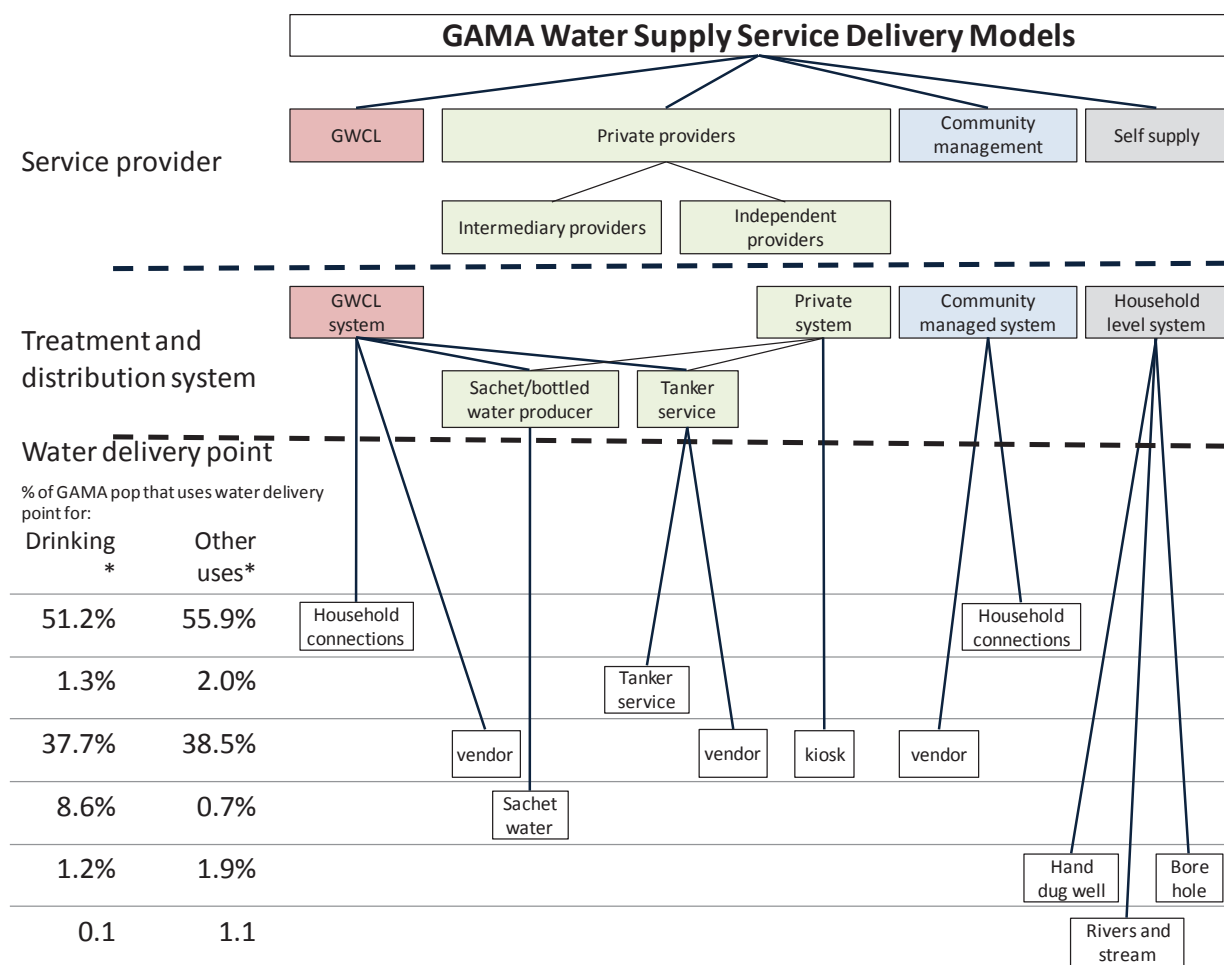 GAMA Water Supply Service Delivery Models
Service provider
GWCL
Private providers
Community
management
Self supply
Intermediary providers
Independent
providers
Treatment and
distribution system
GWCL
system
Private
system
Community
managed system
Household
level system
Sachet/bottled
water producer
Tanker
service
Water delivery point
% of GAMA pop that uses water delivery
point for:
Drinking
*
Other
uses*
51.2% 55.9%
Household
connections
Household
connections
1.3% 2.0%
Tanker
service
37.7% 38.5%
vendor
vendor
kiosk
vendor
8.6% 0.7%
Sachet
water
1.2% 1.9%
Hand
dug well
Bore
hole
0.1 1.1
Rivers and
stream